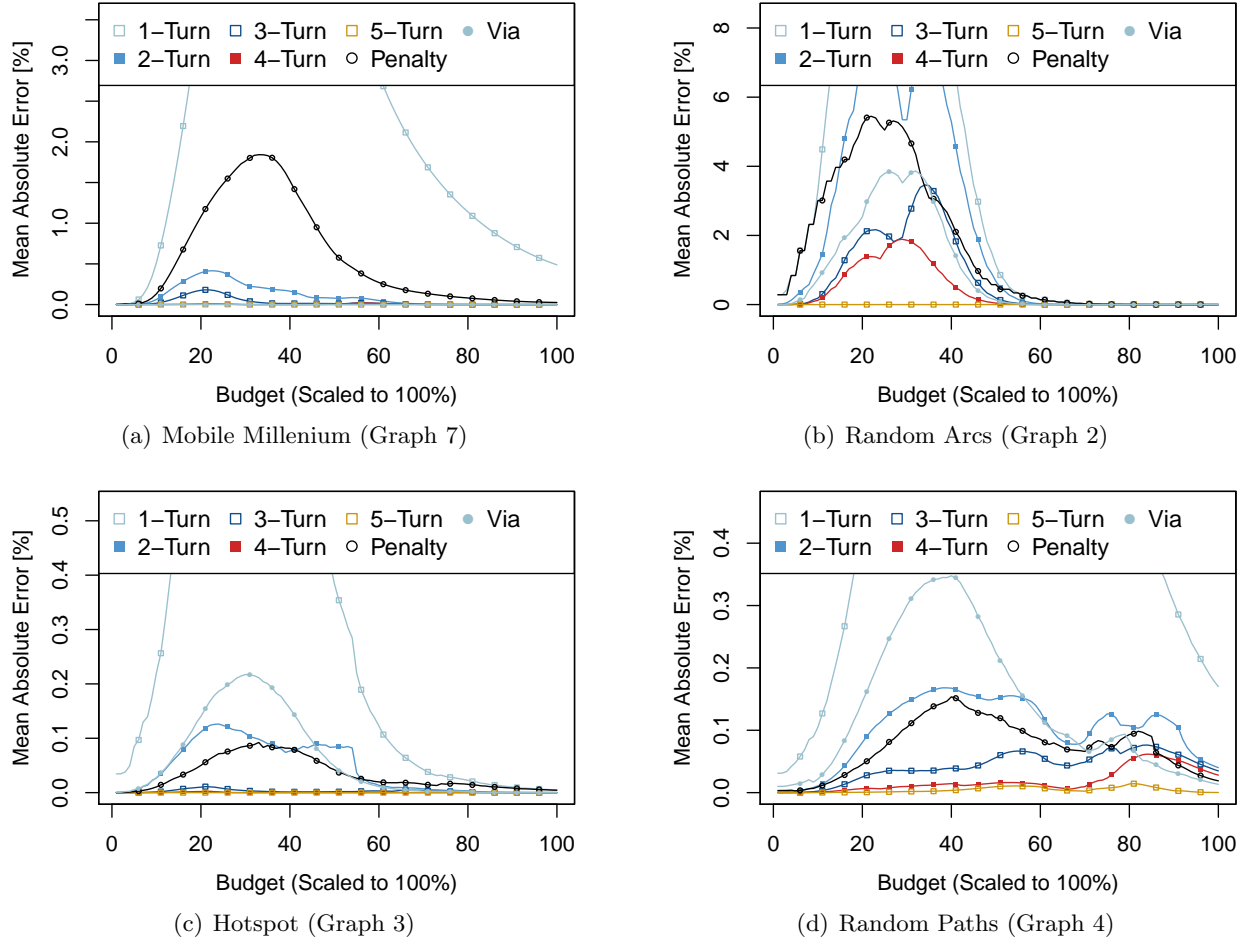 1−Turn 3−Turn 5−Turn Via
2−Turn 4−Turn Penalty
Mean Absolute Error [%]
0.0 1.0 2.0 3.0
0 20 40 60 80 100
Budget (Scaled to 100%)
(a) Mobile Millenium (Graph 7)
1−Turn 3−Turn 5−Turn Via
2−Turn 4−Turn Penalty
Mean Absolute Error [%]
0 2 4 6 8
0 20 40 60 80 100
Budget (Scaled to 100%)
(b) Random Arcs (Graph 2)
1−Turn 3−Turn 5−Turn Via
2−Turn 4−Turn Penalty
Mean Absolute Error [%]
0.0 0.1 0.2 0.3 0.4 0.5
0 20 40 60 80 100
Budget (Scaled to 100%)
(c) Hotspot (Graph 3)
1−Turn 3−Turn 5−Turn Via
2−Turn 4−Turn Penalty
Mean Absolute Error [%]
0.0 0.1 0.2 0.3 0.4
0 20 40 60 80 100
Budget (Scaled to 100%)
(d) Random Paths (Graph 4)